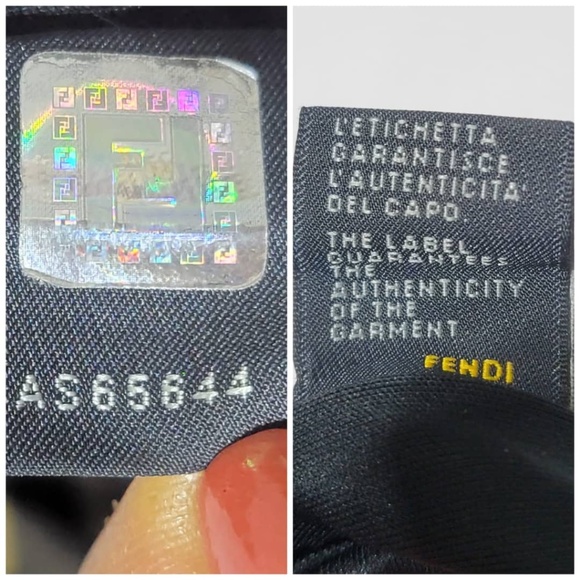 AS65644
L'ETICHETTA
GARANTISCE
L'AUTENTICITA'
DEL CAPO.
THE LABEL
GUARANTEES
THE
AUTHENTICITY
OF THE
GARMENT
FENDI